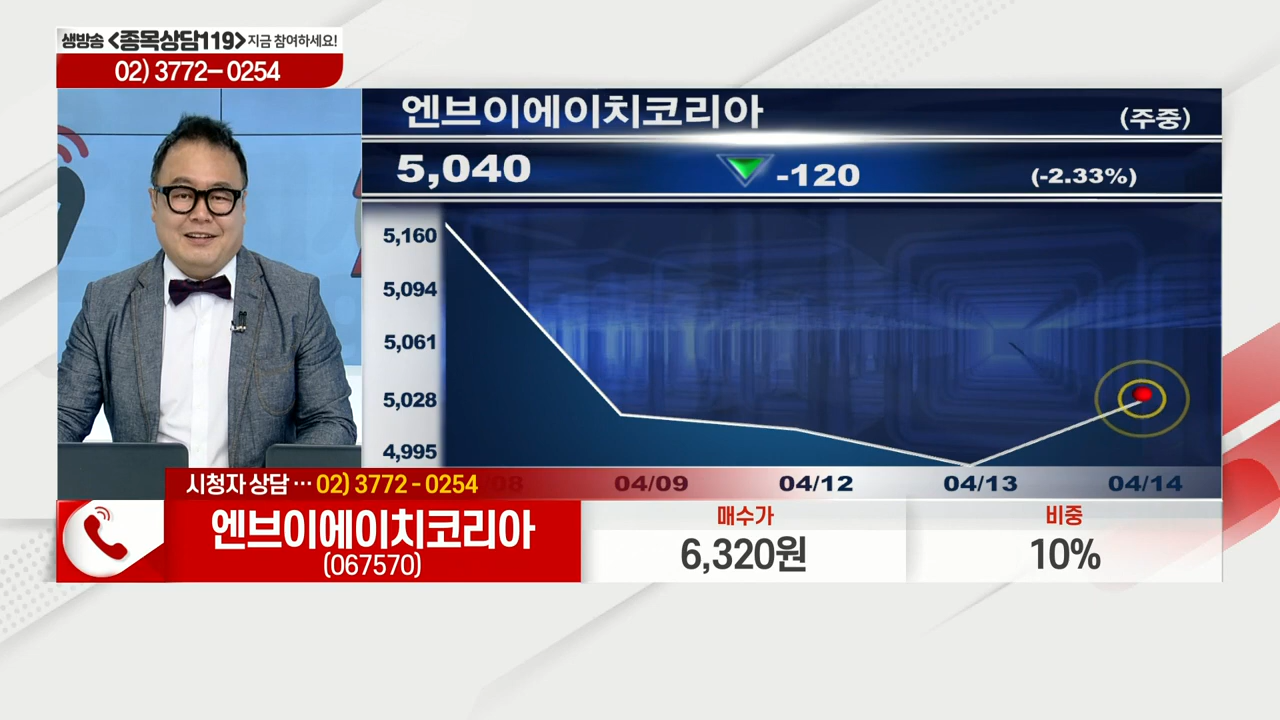 생방송 <종목상담119> 지금 참여하세요!
02) 3772-0254
엔브이에이치코리아 (주중)
5,040 -120 (-2.33%)
5,160
5,094
5,061
5,028
4,995
08 04/09 04/12 04/13 04/14
시청자 상담 … 02) 3772 - 0254
엔브이에이치코리아
(067570)
매수가
6,320원
비중
10%